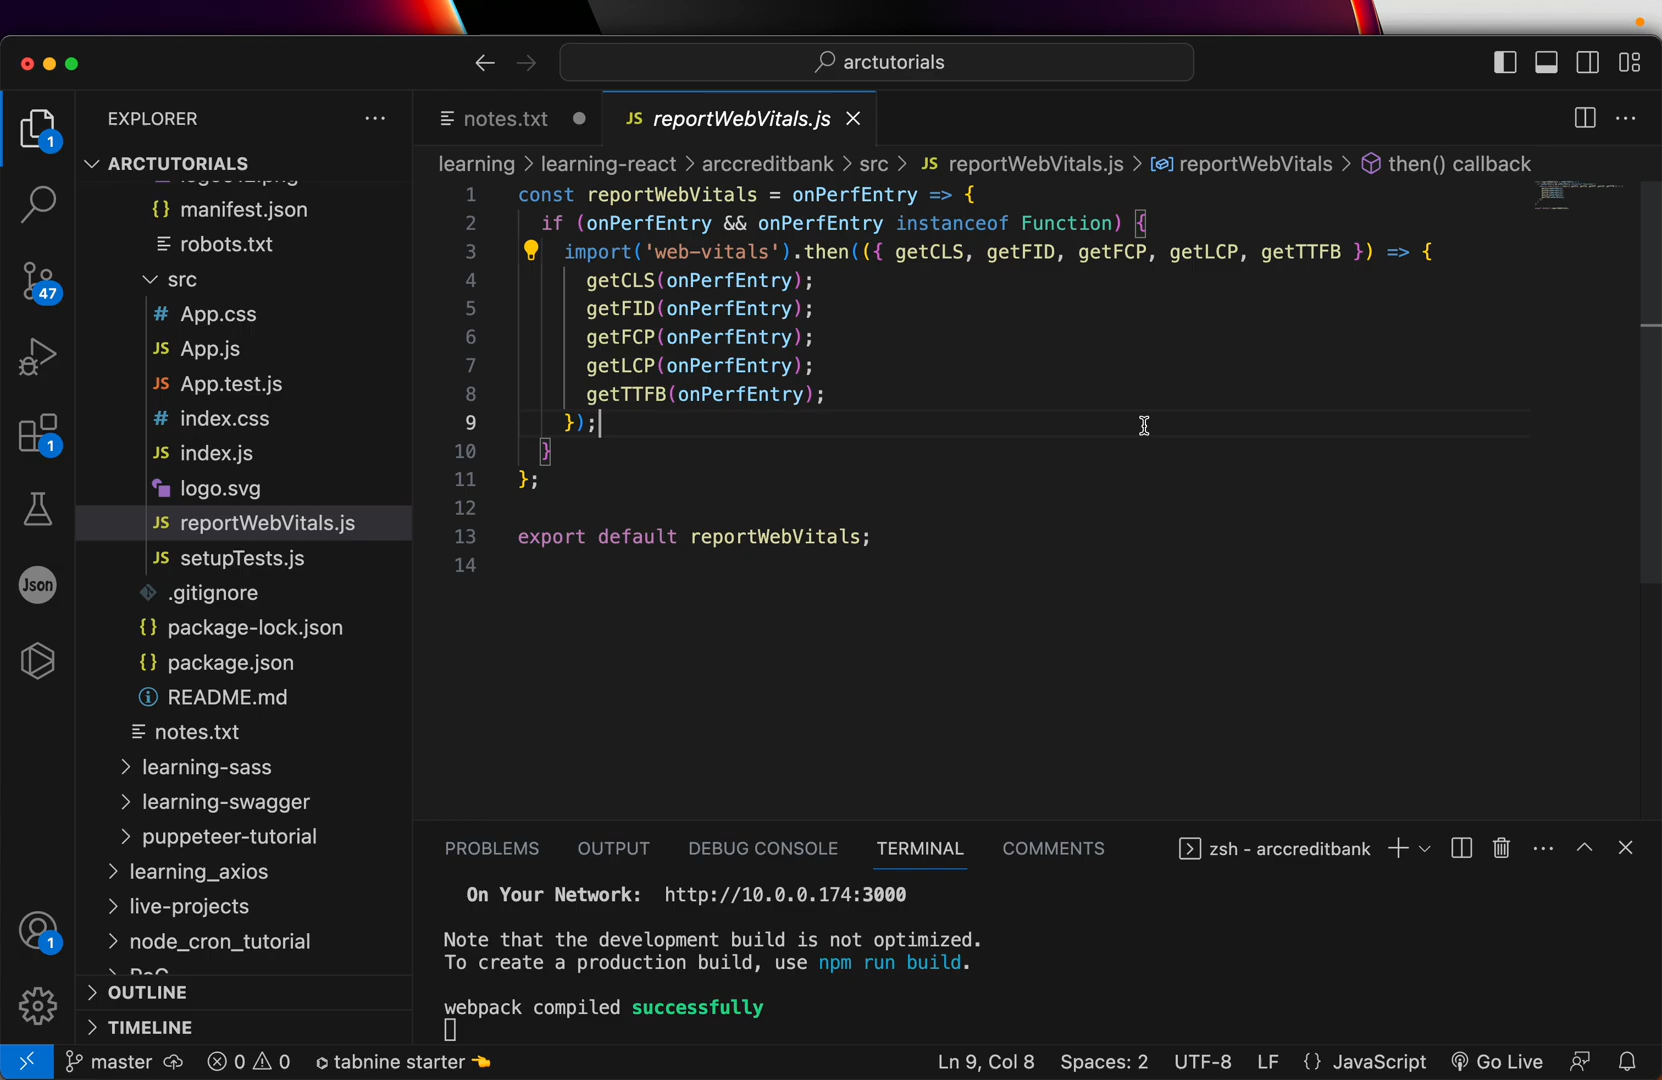 arctutorials
EXPLORER
ARCTUTORIALS
manifest.json
robots.txt
src
App.css
App.js
App.test.js
index.css
index.js
logo.svg
reportWebVitals.js
setupTests.js
.gitignore
package-lock.json
package.json
README.md
notes.txt
learning-sass
learning-swagger
puppeteer-tutorial
learning_axios
live-projects
node_cron_tutorial
OUTLINE
TIMELINE
1
47
1
Json
1
notes.txt
JS reportWebVitals.js
learning > learning-react > arccreditbank > src > JS reportWebVitals.js > reportWebVitals > then() callback
1 const reportWebVitals = onPerfEntry => {
2 if (onPerfEntry && onPerfEntry instanceof Function) {
3 import('web-vitals').then(({ getCLS, getFID, getFCP, getLCP, getTTFB }) => {
4 getCLS(onPerfEntry);
5 getFID(onPerfEntry);
6 getFCP(onPerfEntry);
7 getLCP(onPerfEntry);
8 getTTFB(onPerfEntry);
9 });
10 }
11 };
12
13 export default reportWebVitals;
14
PROBLEMS OUTPUT DEBUG CONSOLE TERMINAL COMMENTS zsh - arccreditbank
On Your Network: http://10.0.0.174:3000
Note that the development build is not optimized.
To create a production build, use npm run build.
webpack compiled successfully
master 0 0 tabnine starter Ln 9, Col 8 Spaces: 2 UTF-8 LF {} JavaScript Go Live